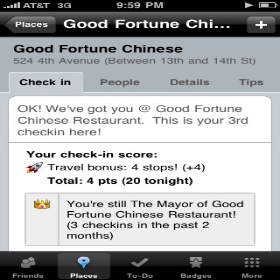 AT&T 3G 9:59 PM
Places Good Fortune Chi... +
Good Fortune Chinese
524 4th Avenue (Between 13th and 14th St)
Check in People Details Tips
OK! We've got you @ Good Fortune
Chinese Restaurant. This is your 3rd
checkin here!
Your check-in score:
Travel bonus: 4 stops! (+4)
Total: 4 pts (20 tonight)
You're still The Mayor of Good
Fortune Chinese Restaurant!
(3 checkins in the past 2
months)
Friends Places To-Do Badges More